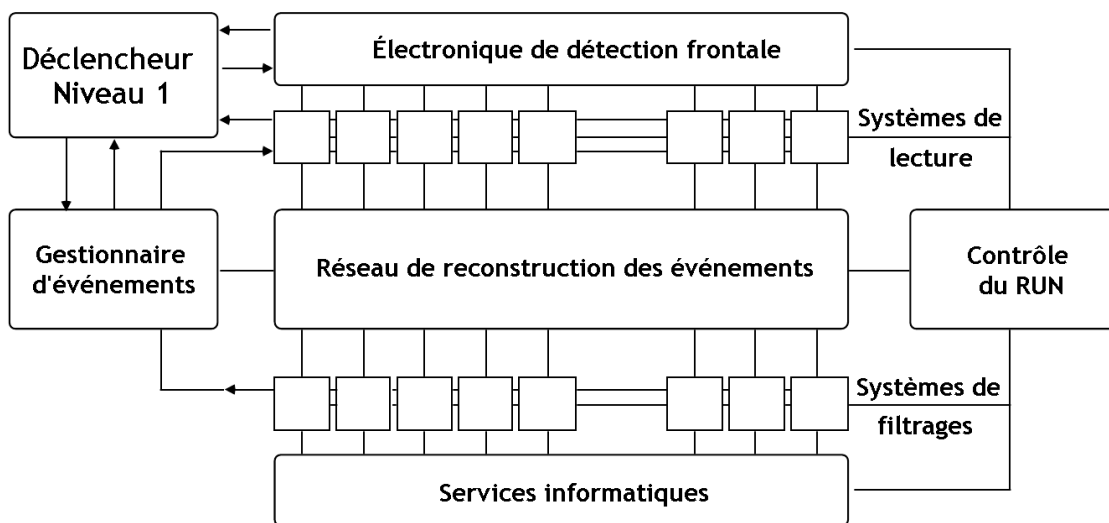 Déclencheur
Niveau 1
Électronique de détection frontale
Systèmes de
lecture
Gestionnaire
d'événements
Réseau de reconstruction des événements
Contrôle
du RUN
Systèmes de
filtrages
Services informatiques